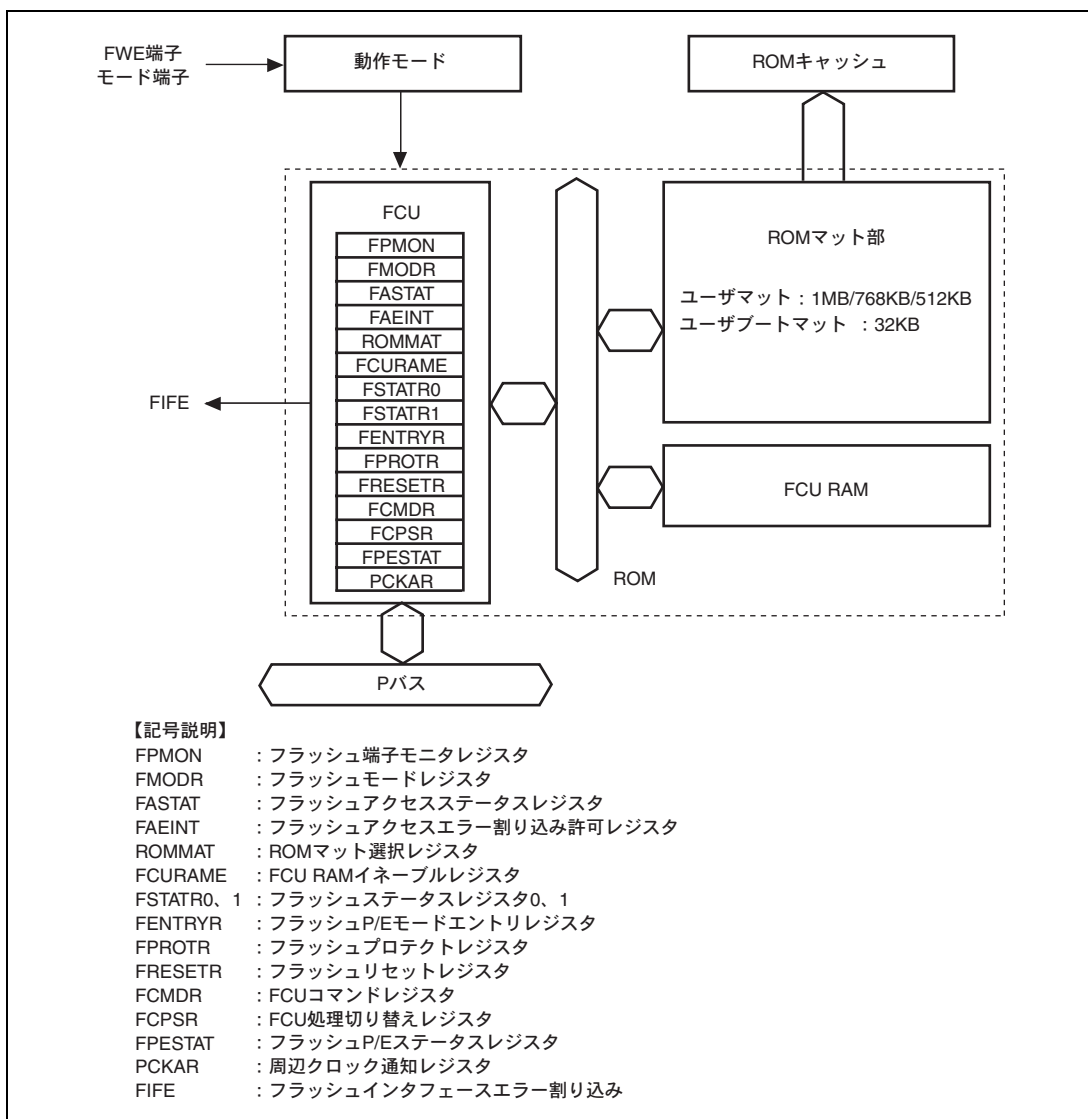 FWE端子
モード端子
動作モード
ROMキャッシュ
FCU
FPMON
FMODR
FASTAT
FAEINT
ROMMAT
FCURAME
FSTATR0
FSTATR1
FENTRYR
FPROTR
FRESETR
FCMDR
FCPSR
FPESTAT
PCKAR
FIFE
ROMマット部
ユーザマット：1MB/768KB/512KB
ユーザブートマット ：32KB
FCU RAM
ROM
Pバス
【記号説明】
FPMON ：フラッシュ端子モニタレジスタ
FMODR ：フラッシュモードレジスタ
FASTAT ：フラッシュアクセスステータスレジスタ
FAEINT ：フラッシュアクセスエラー割り込み許可レジスタ
ROMMAT ：ROMマット選択レジスタ
FCURAME ：FCU RAMイネーブルレジスタ
FSTATR0、1 ：フラッシュステータスレジスタ0、1
FENTRYR ：フラッシュP/Eモードエントリレジスタ
FPROTR ：フラッシュプロテクトレジスタ
FRESETR ：フラッシュリセットレジスタ
FCMDR ：FCUコマンドレジスタ
FCPSR ：FCU処理切り替えレジスタ
FPESTAT ：フラッシュP/Eステータスレジスタ
PCKAR ：周辺クロック通知レジスタ
FIFE ：フラッシュインタフェースエラー割り込み